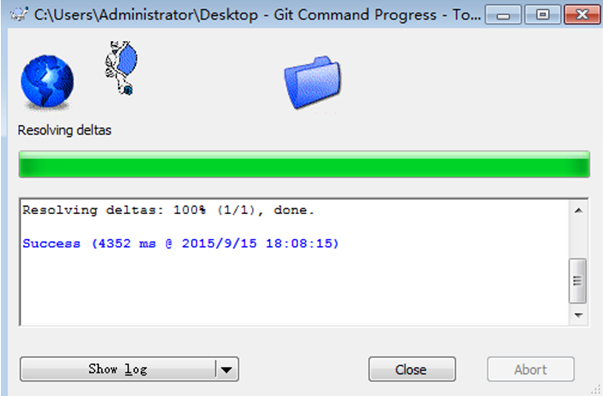 C:\Users\Administrator\Desktop - Git Command Progress - To...
Resolving deltas
Resolving deltas: 100% (1/1), done.
Success (4352 ms @ 2015/9/15 18:08:15)
Show log
Close
Abort